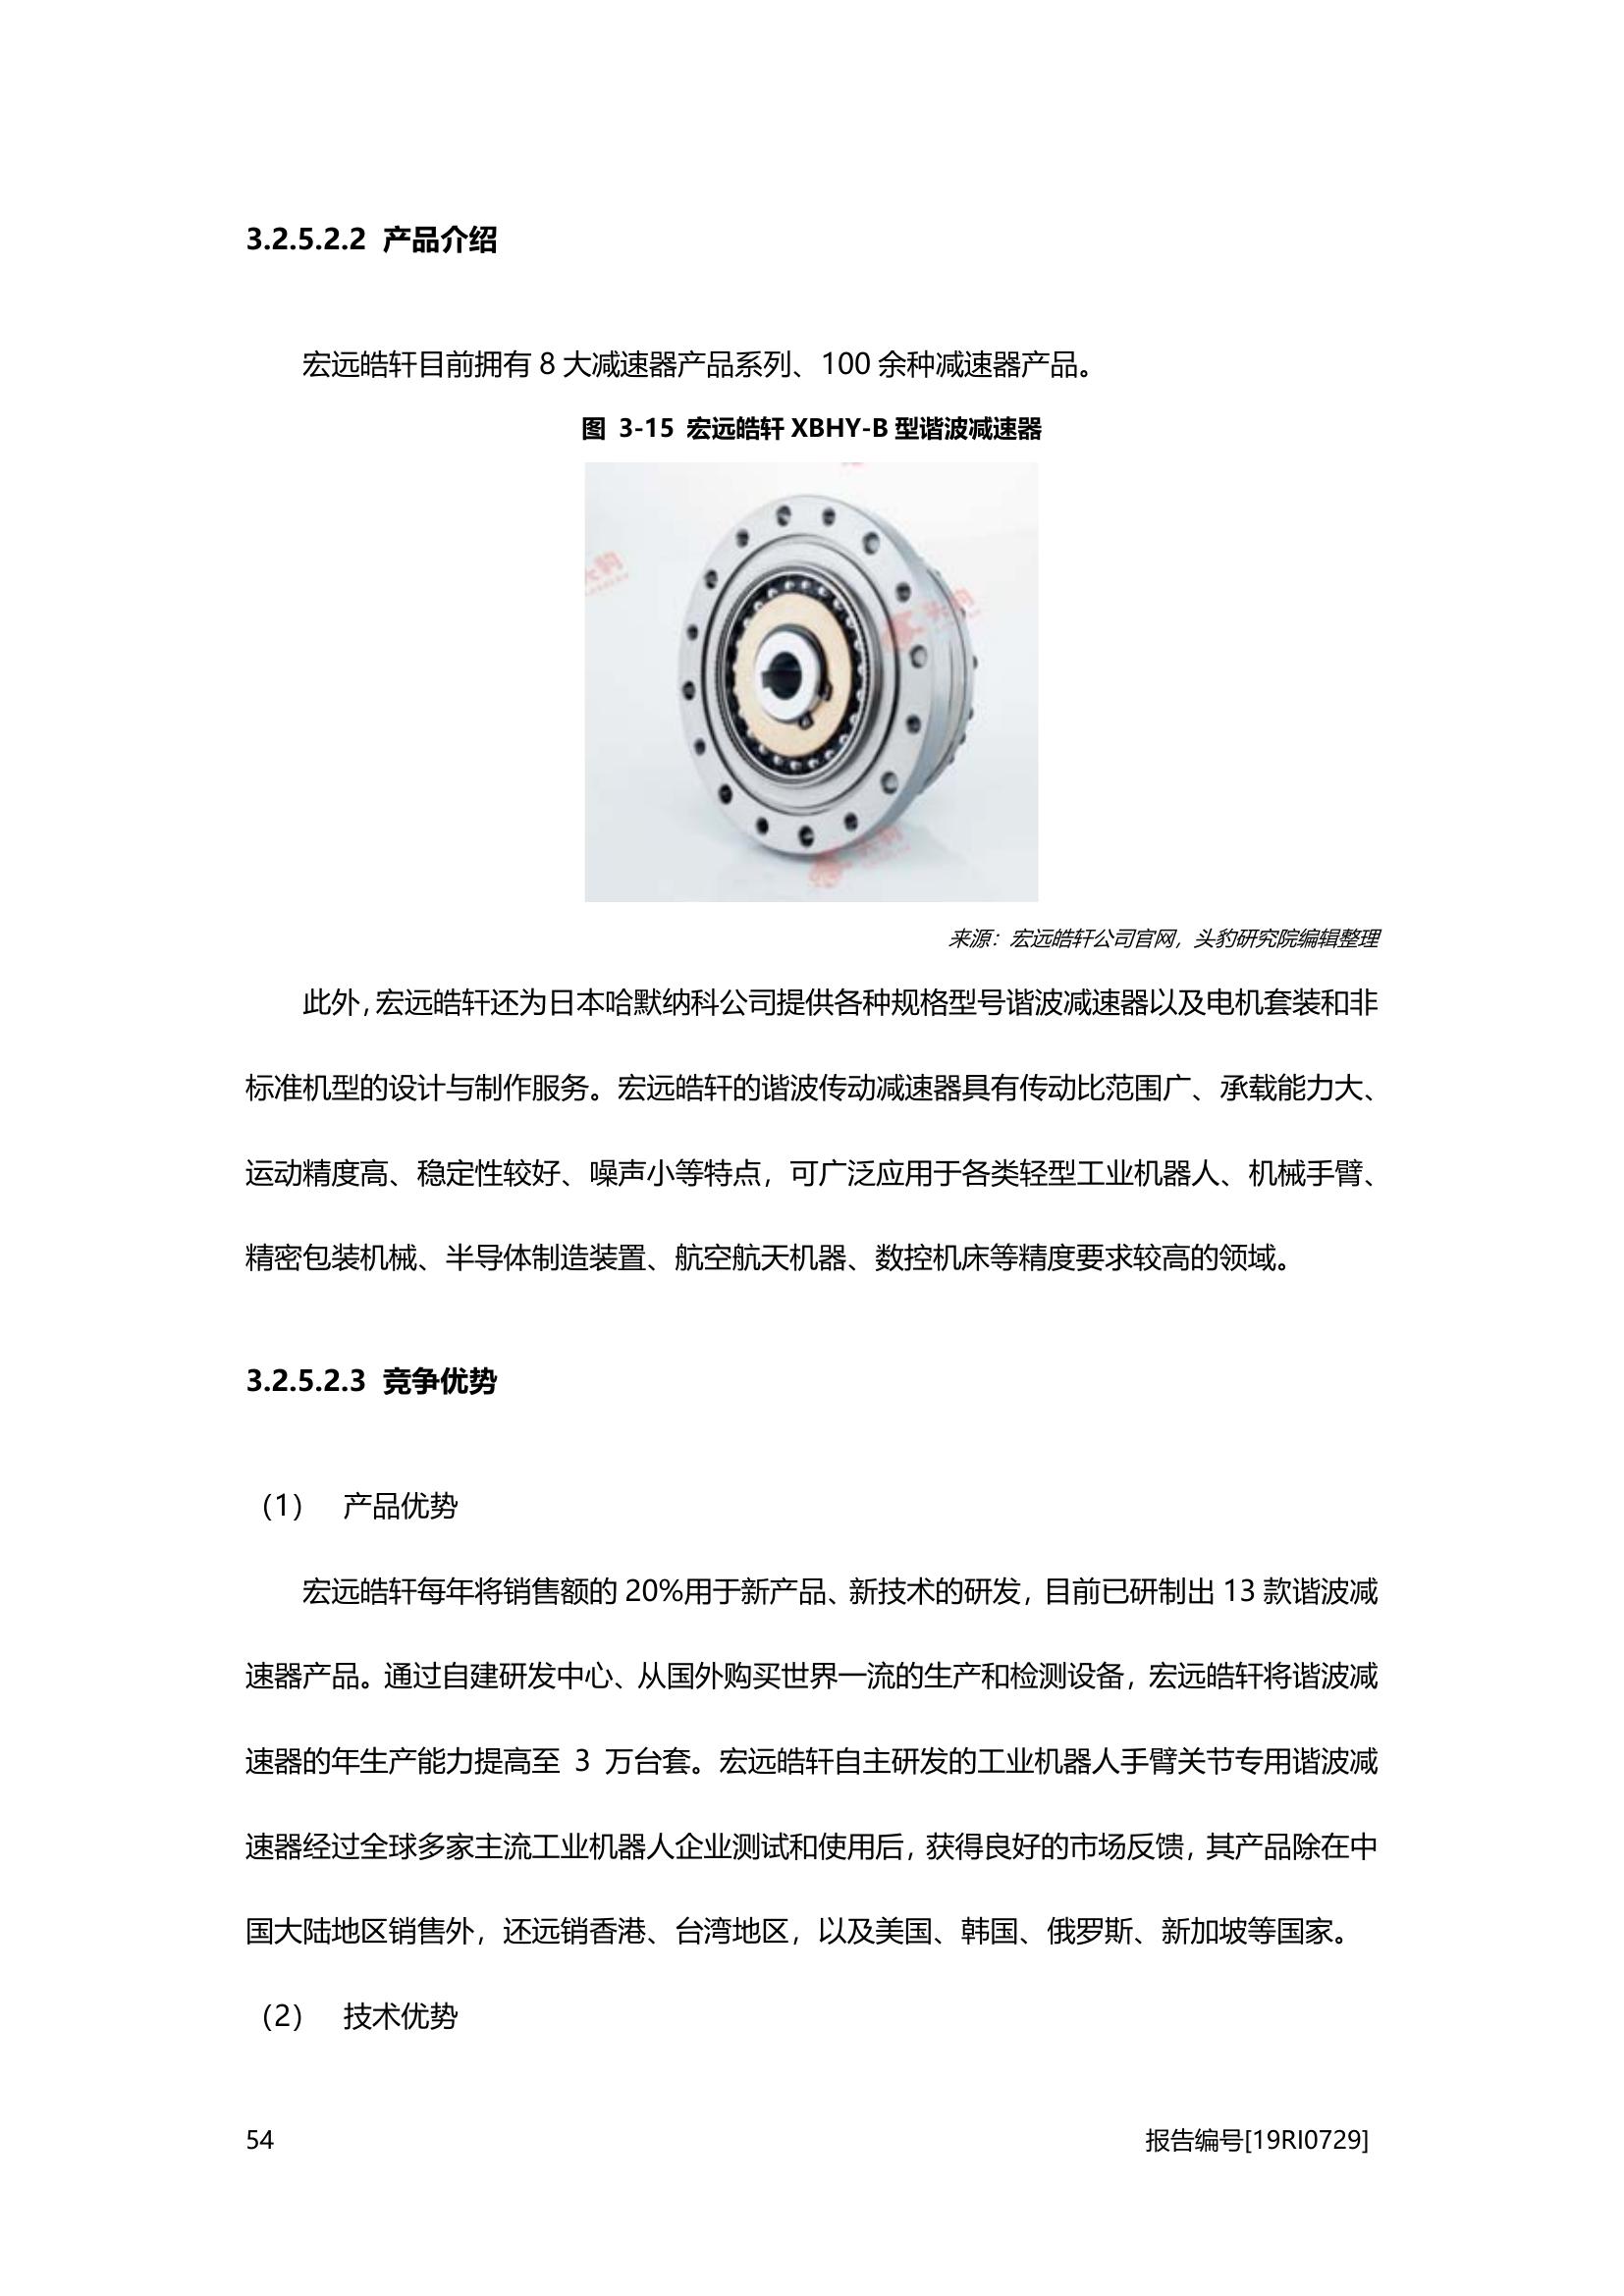 3.2.5.2.2 产品介绍
宏远皓轩目前拥有 8 大减速器产品系列、100 余种减速器产品。
图 3-15 宏远皓轩 XBHY-B 型谐波减速器
头豹
头豹
头豹
来源：宏远皓轩公司官网，头豹研究院编辑整理
此外，宏远皓轩还为日本哈默纳科公司提供各种规格型号谐波减速器以及电机套装和非
标准机型的设计与制作服务。宏远皓轩的谐波传动减速器具有传动比范围广、承载能力大、
运动精度高、稳定性较好、噪声小等特点，可广泛应用于各类轻型工业机器人、机械手臂、
精密包装机械、半导体制造装置、航空航天机器、数控机床等精度要求较高的领域。
3.2.5.2.3 竞争优势
（1） 产品优势
宏远皓轩每年将销售额的 20%用于新产品、新技术的研发，目前已研制出 13 款谐波减
速器产品。通过自建研发中心、从国外购买世界一流的生产和检测设备，宏远皓轩将谐波减
速器的年生产能力提高至 3 万台套。宏远皓轩自主研发的工业机器人手臂关节专用谐波减
速器经过全球多家主流工业机器人企业测试和使用后，获得良好的市场反馈，其产品除在中
国大陆地区销售外，还远销香港、台湾地区，以及美国、韩国、俄罗斯、新加坡等国家。
（2） 技术优势
54
报告编号[19RI0729]